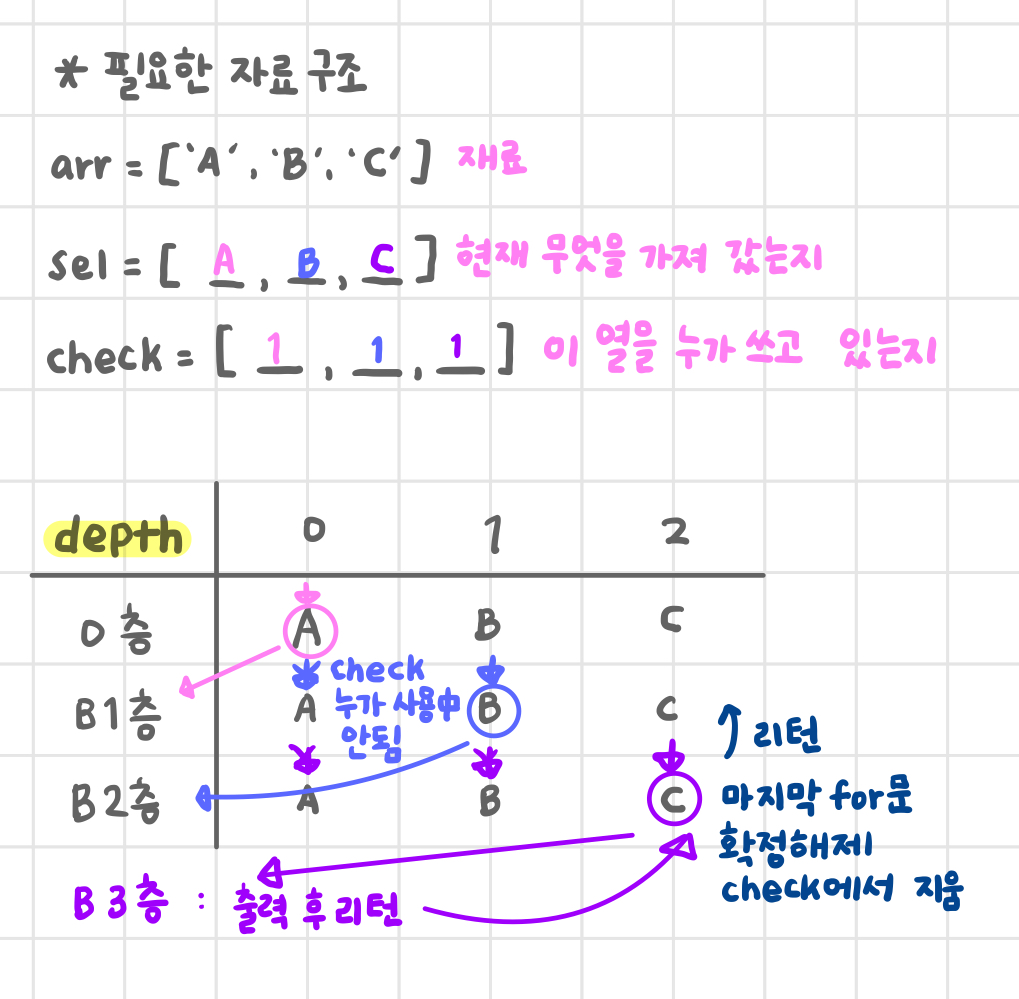 * 필요한 자료 구조
arr = ['A', 'B', 'C'] 재료
sel = [ A , B , C ] 현재 무엇을 가져 갔는지
check = [ 1 , 1 , 1 ] 이 열을 누가 쓰고 있는지
depth 0 1 2
0층 A B C
check
B1층 A 누가 사용中 B C
안됨
리턴
B2층 A B C 마지막 for문
확정해제
B3층 : 출력 후 리턴 check에서 지움